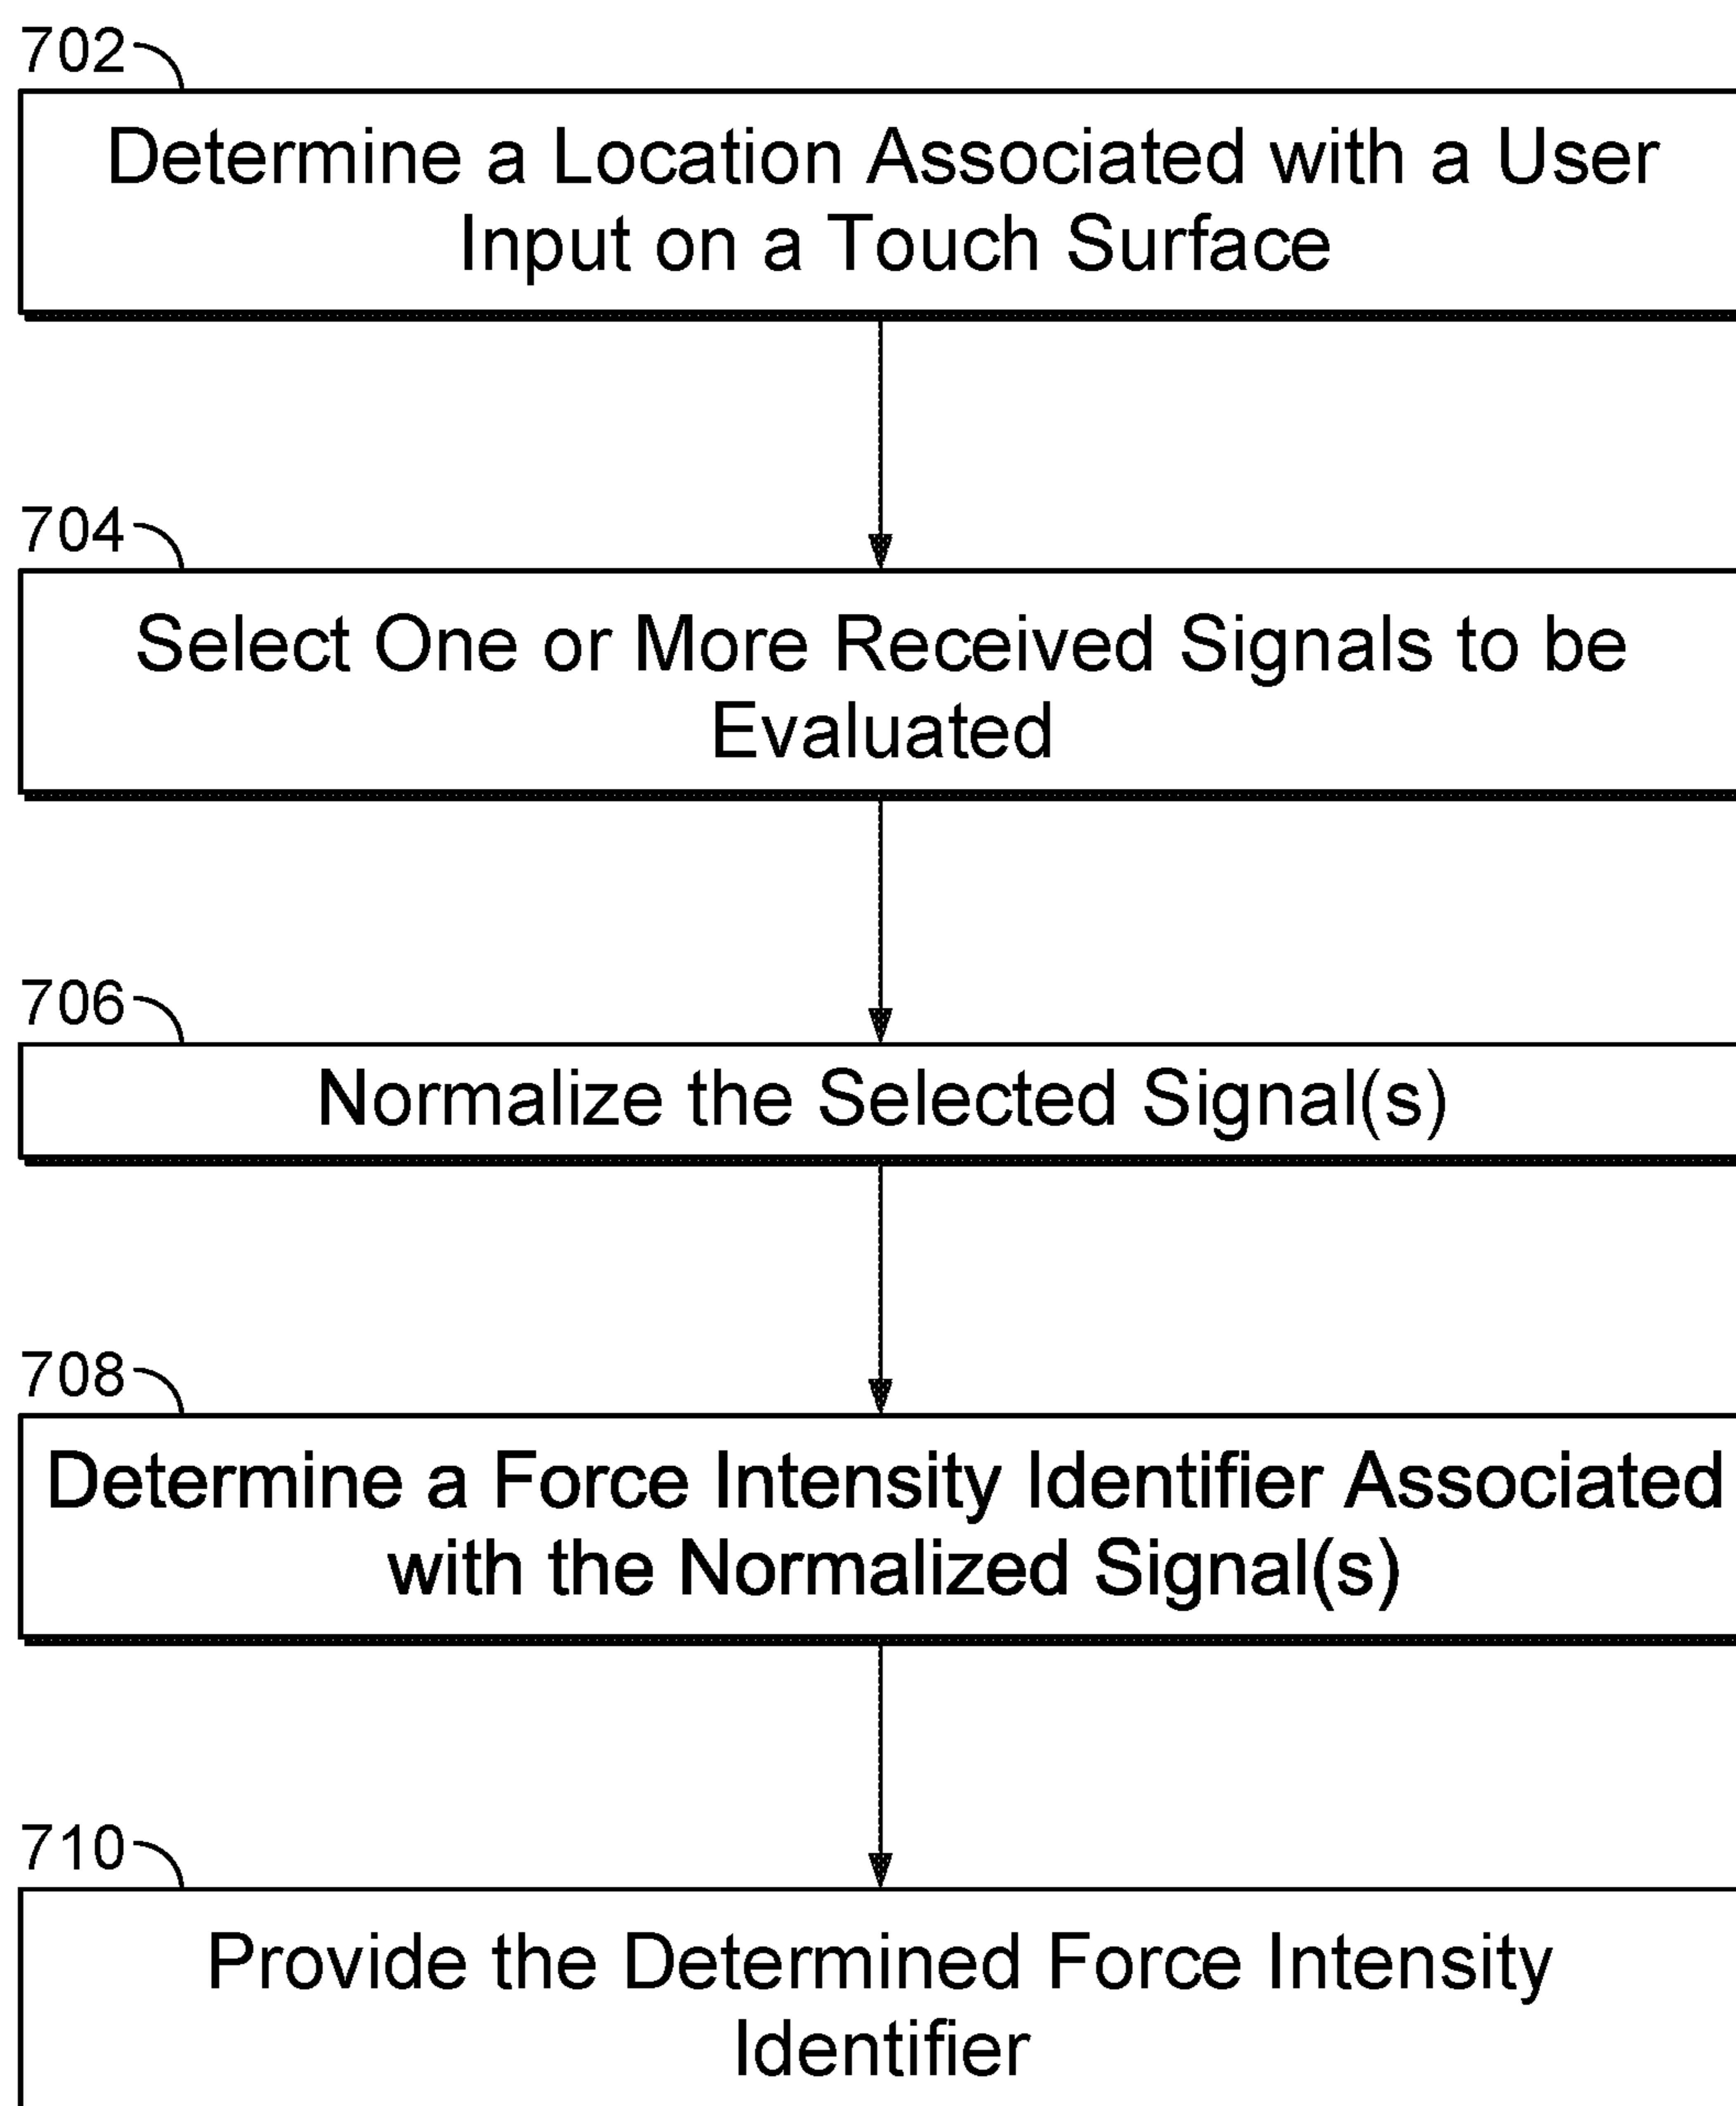 702
Determine a Location Associated with a User
Input on a Touch Surface
704
Select One or More Received Signals to be
Evaluated
706
Normalize the Selected Signal(s)
708
Determine a Force Intensity Identifier Associated
with the Normalized Signal(s)
710
Provide the Determined Force Intensity
Identifier